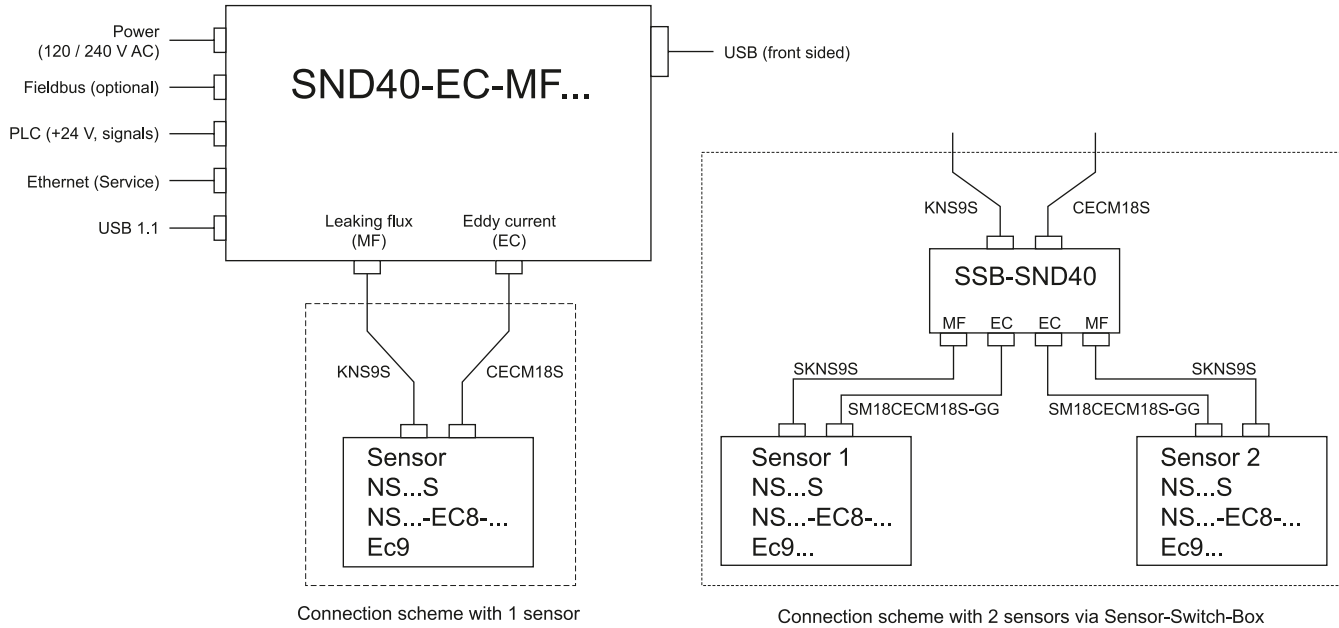 Power
(120 / 240 V AC)
Fieldbus (optional)
PLC (+24 V, signals)
Ethernet (Service)
USB 1.1
SND40-EC-MF...
USB (front sided)
Leaking flux
(MF)
Eddy current
(EC)
KNS9S
CECM18S
Sensor
NS...S
NS...-EC8-...
Ec9
Connection scheme with 1 sensor
KNS9S
CECM18S
SSB-SND40
MF EC EC MF
SKNS9S
SKNS9S
SM18CECM18S-GG
SM18CECM18S-GG
Sensor 1
NS...S
NS...-EC8-...
Ec9...
Sensor 2
NS...S
NS...-EC8-...
Ec9...
Connection scheme with 2 sensors via Sensor-Switch-Box